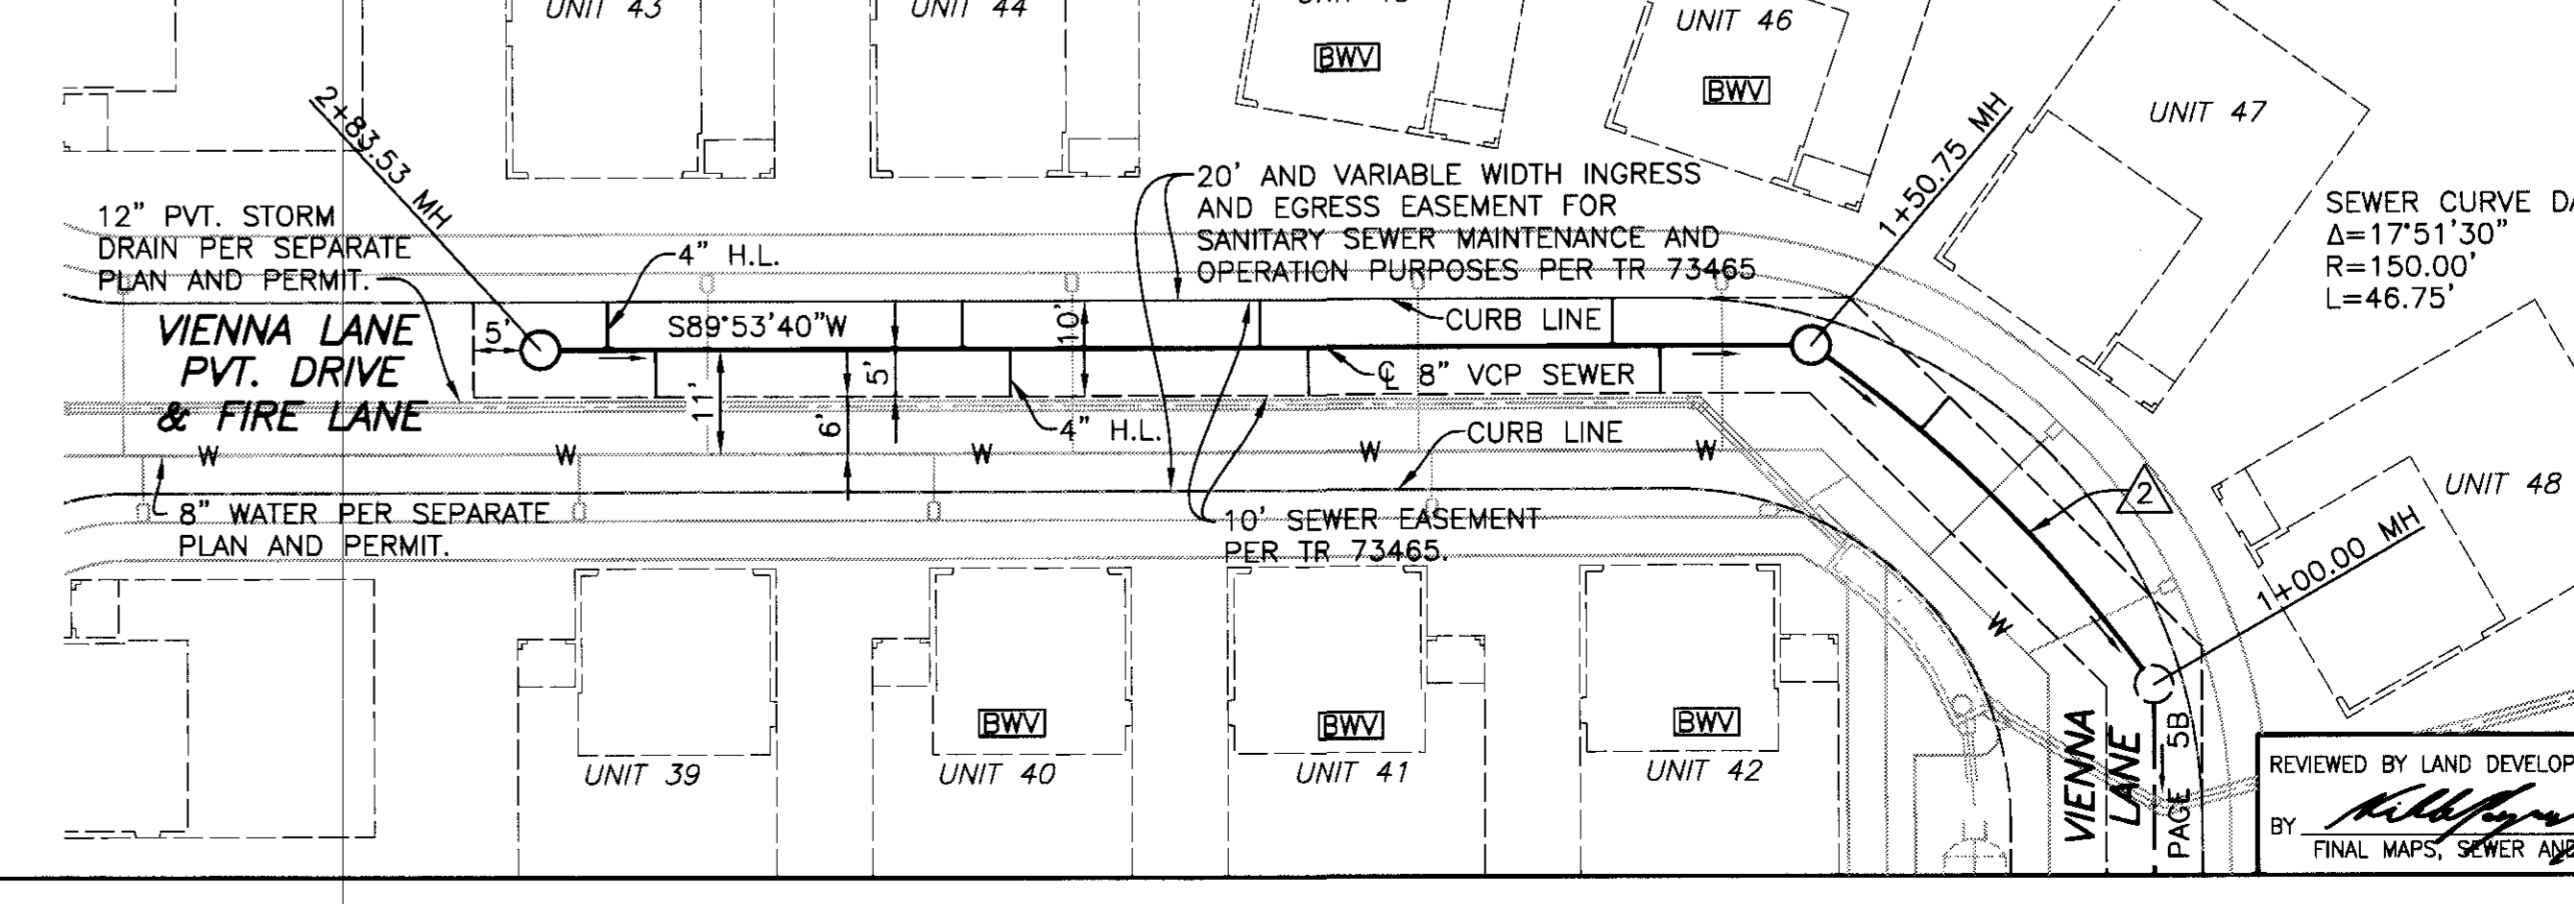 UNIT 43
UNIT 44
UNIT 46
BWV
BWV
UNIT 47
2+83.53 MH
1+50.75 MH
12" PVT. STORM
DRAIN PER SEPARATE
PLAN AND PERMIT.
4" H.L.
20' AND VARIABLE WIDTH INGRESS
AND EGRESS EASEMENT FOR
SANITARY SEWER MAINTENANCE AND
OPERATION PURPOSES PER TR 73465
SEWER CURVE
Δ=17°51'30"
R=150.00'
L=46.75'
VIENNA LANE
PVT. DRIVE
& FIRE LANE
5'
S89°53'40"W
10'
CURB LINE
11'
6'
5'
℄ 8" VCP SEWER
4" H.L.
CURB LINE
W
W
W
W
W
8" WATER PER SEPARATE
PLAN AND PERMIT.
10' SEWER EASEMENT
PER TR 73465.
2
UNIT 48
1+00.00 MH
W
BWV
BWV
BWV
UNIT 39
UNIT 40
UNIT 41
UNIT 42
VIENNA
LANE
PAGE 5B
REVIEWED BY LAND DEVELOP
BY
FINAL MAPS, SEWER AND